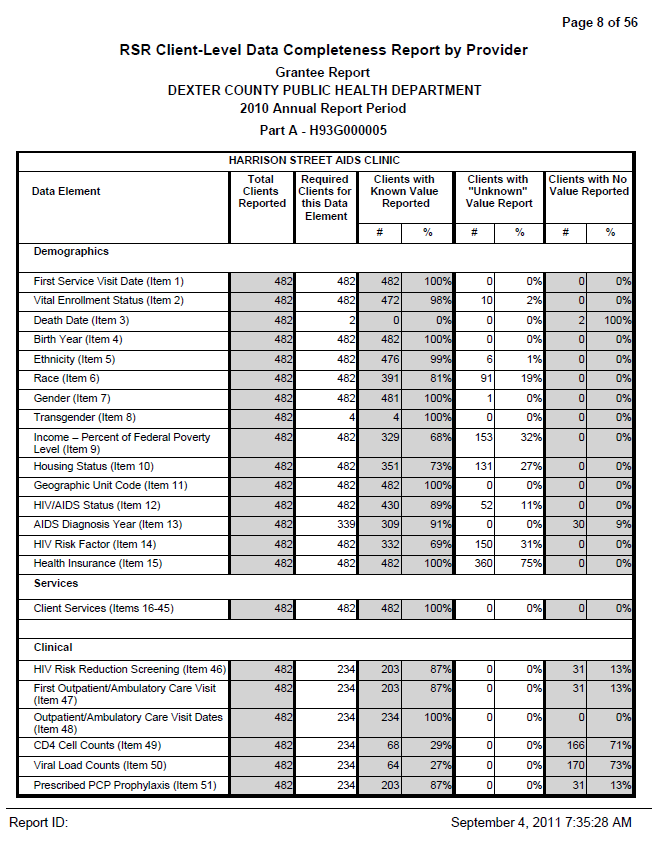 Page 8 of 56
RSR Client-Level Data Completeness Report by Provider
Grantee Report
DEXTER COUNTY PUBLIC HEALTH DEPARTMENT
2010 Annual Report Period
Part A - H93G000005
HARRISON STREET AIDS CLINIC
Data Element Total Clients Reported Required Clients for this Data Element Clients with Known Value Reported Clients with "Unknown" Value Report Clients with No Value Reported
# % # % # %
Demographics
First Service Visit Date (Item 1) 482 482 482 100% 0 0% 0 0%
Vital Enrollment Status (Item 2) 482 482 472 98% 10 2% 0 0%
Death Date (Item 3) 482 2 0 0% 0 0% 2 100%
Birth Year (Item 4) 482 482 482 100% 0 0% 0 0%
Ethnicity (Item 5) 482 482 476 99% 6 1% 0 0%
Race (Item 6) 482 482 391 81% 91 19% 0 0%
Gender (Item 7) 482 482 481 100% 1 0% 0 0%
Transgender (Item 8) 482 4 4 100% 0 0% 0 0%
Income – Percent of Federal Poverty
Level (Item 9) 482 482 329 68% 153 32% 0 0%
Housing Status (Item 10) 482 482 351 73% 131 27% 0 0%
Geographic Unit Code (Item 11) 482 482 482 100% 0 0% 0 0%
HIV/AIDS Status (Item 12) 482 482 430 89% 52 11% 0 0%
AIDS Diagnosis Year (Item 13) 482 339 309 91% 0 0% 30 9%
HIV Risk Factor (Item 14) 482 482 332 69% 150 31% 0 0%
Health Insurance (Item 15) 482 482 482 100% 360 75% 0 0%
Services
Client Services (Items 16-45) 482 482 482 100% 0 0% 0 0%
Clinical
HIV Risk Reduction Screening (Item 46) 482 234 203 87% 0 0% 31 13%
First Outpatient/Ambulatory Care Visit
(Item 47) 482 234 203 87% 0 0% 31 13%
Outpatient/Ambulatory Care Visit Dates
(Item 48) 482 234 234 100% 0 0% 0 0%
CD4 Cell Counts (Item 49) 482 234 68 29% 0 0% 166 71%
Viral Load Counts (Item 50) 482 234 64 27% 0 0% 170 73%
Prescribed PCP Prophylaxis (Item 51) 482 234 203 87% 0 0% 31 13%
Report ID: September 4, 2011 7:35:28 AM